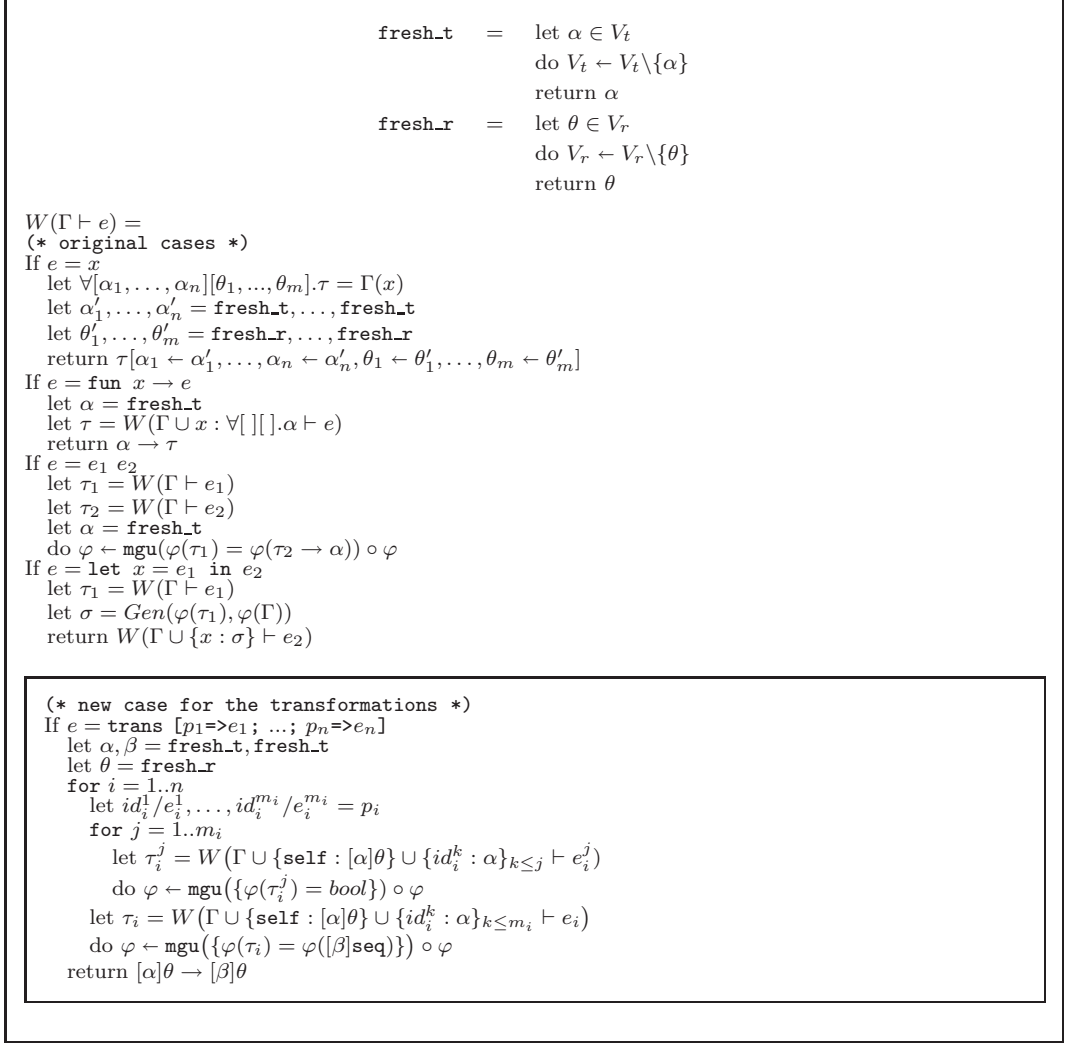 fresh_t = let α ∈ V_t
do V_t ← V_t\{α}
return α
fresh_r = let θ ∈ V_r
do V_r ← V_r\{θ}
return θ
W(Γ ⊢ e) =
(* original cases *)
If e = x
let ∀[α_1, . . . , α_n][θ_1, ..., θ_m].τ = Γ(x)
let α′_1, . . . , α′_n = fresh_t, . . . , fresh_t
let θ′_1, . . . , θ′_m = fresh_r, . . . , fresh_r
return τ[α_1 ← α′_1, . . . , α_n ← α′_n, θ_1 ← θ′_1, . . . , θ_m ← θ′_m]
If e = fun x → e
let α = fresh_t
let τ = W(Γ ∪ x : ∀[ ][ ].α ⊢ e)
return α → τ
If e = e_1 e_2
let τ_1 = W(Γ ⊢ e_1)
let τ_2 = W(Γ ⊢ e_2)
let α = fresh_t
do φ ← mgu(φ(τ_1) = φ(τ_2 → α)) ∘ φ
If e = let x = e_1 in e_2
let τ_1 = W(Γ ⊢ e_1)
let σ = Gen(φ(τ_1), φ(Γ))
return W(Γ ∪ {x : σ} ⊢ e_2)
(* new case for the transformations *)
If e = trans [p_1=>e_1; ...; p_n=>e_n]
let α, β = fresh_t, fresh_t
let θ = fresh_r
for i = 1..n
let id_i^1/e_i^1, . . . , id_i^{m_i}/e_i^{m_i} = p_i
for j = 1..m_i
let τ_i^j = W(Γ ∪ {self : [α]θ} ∪ {id_i^k : α}_{k≤j} ⊢ e_i^j)
do φ ← mgu({φ(τ_i^j) = bool}) ∘ φ
let τ_i = W(Γ ∪ {self : [α]θ} ∪ {id_i^k : α}_{k≤m_i} ⊢ e_i)
do φ ← mgu({φ(τ_i) = φ([β]seq)}) ∘ φ
return [α]θ → [β]θ